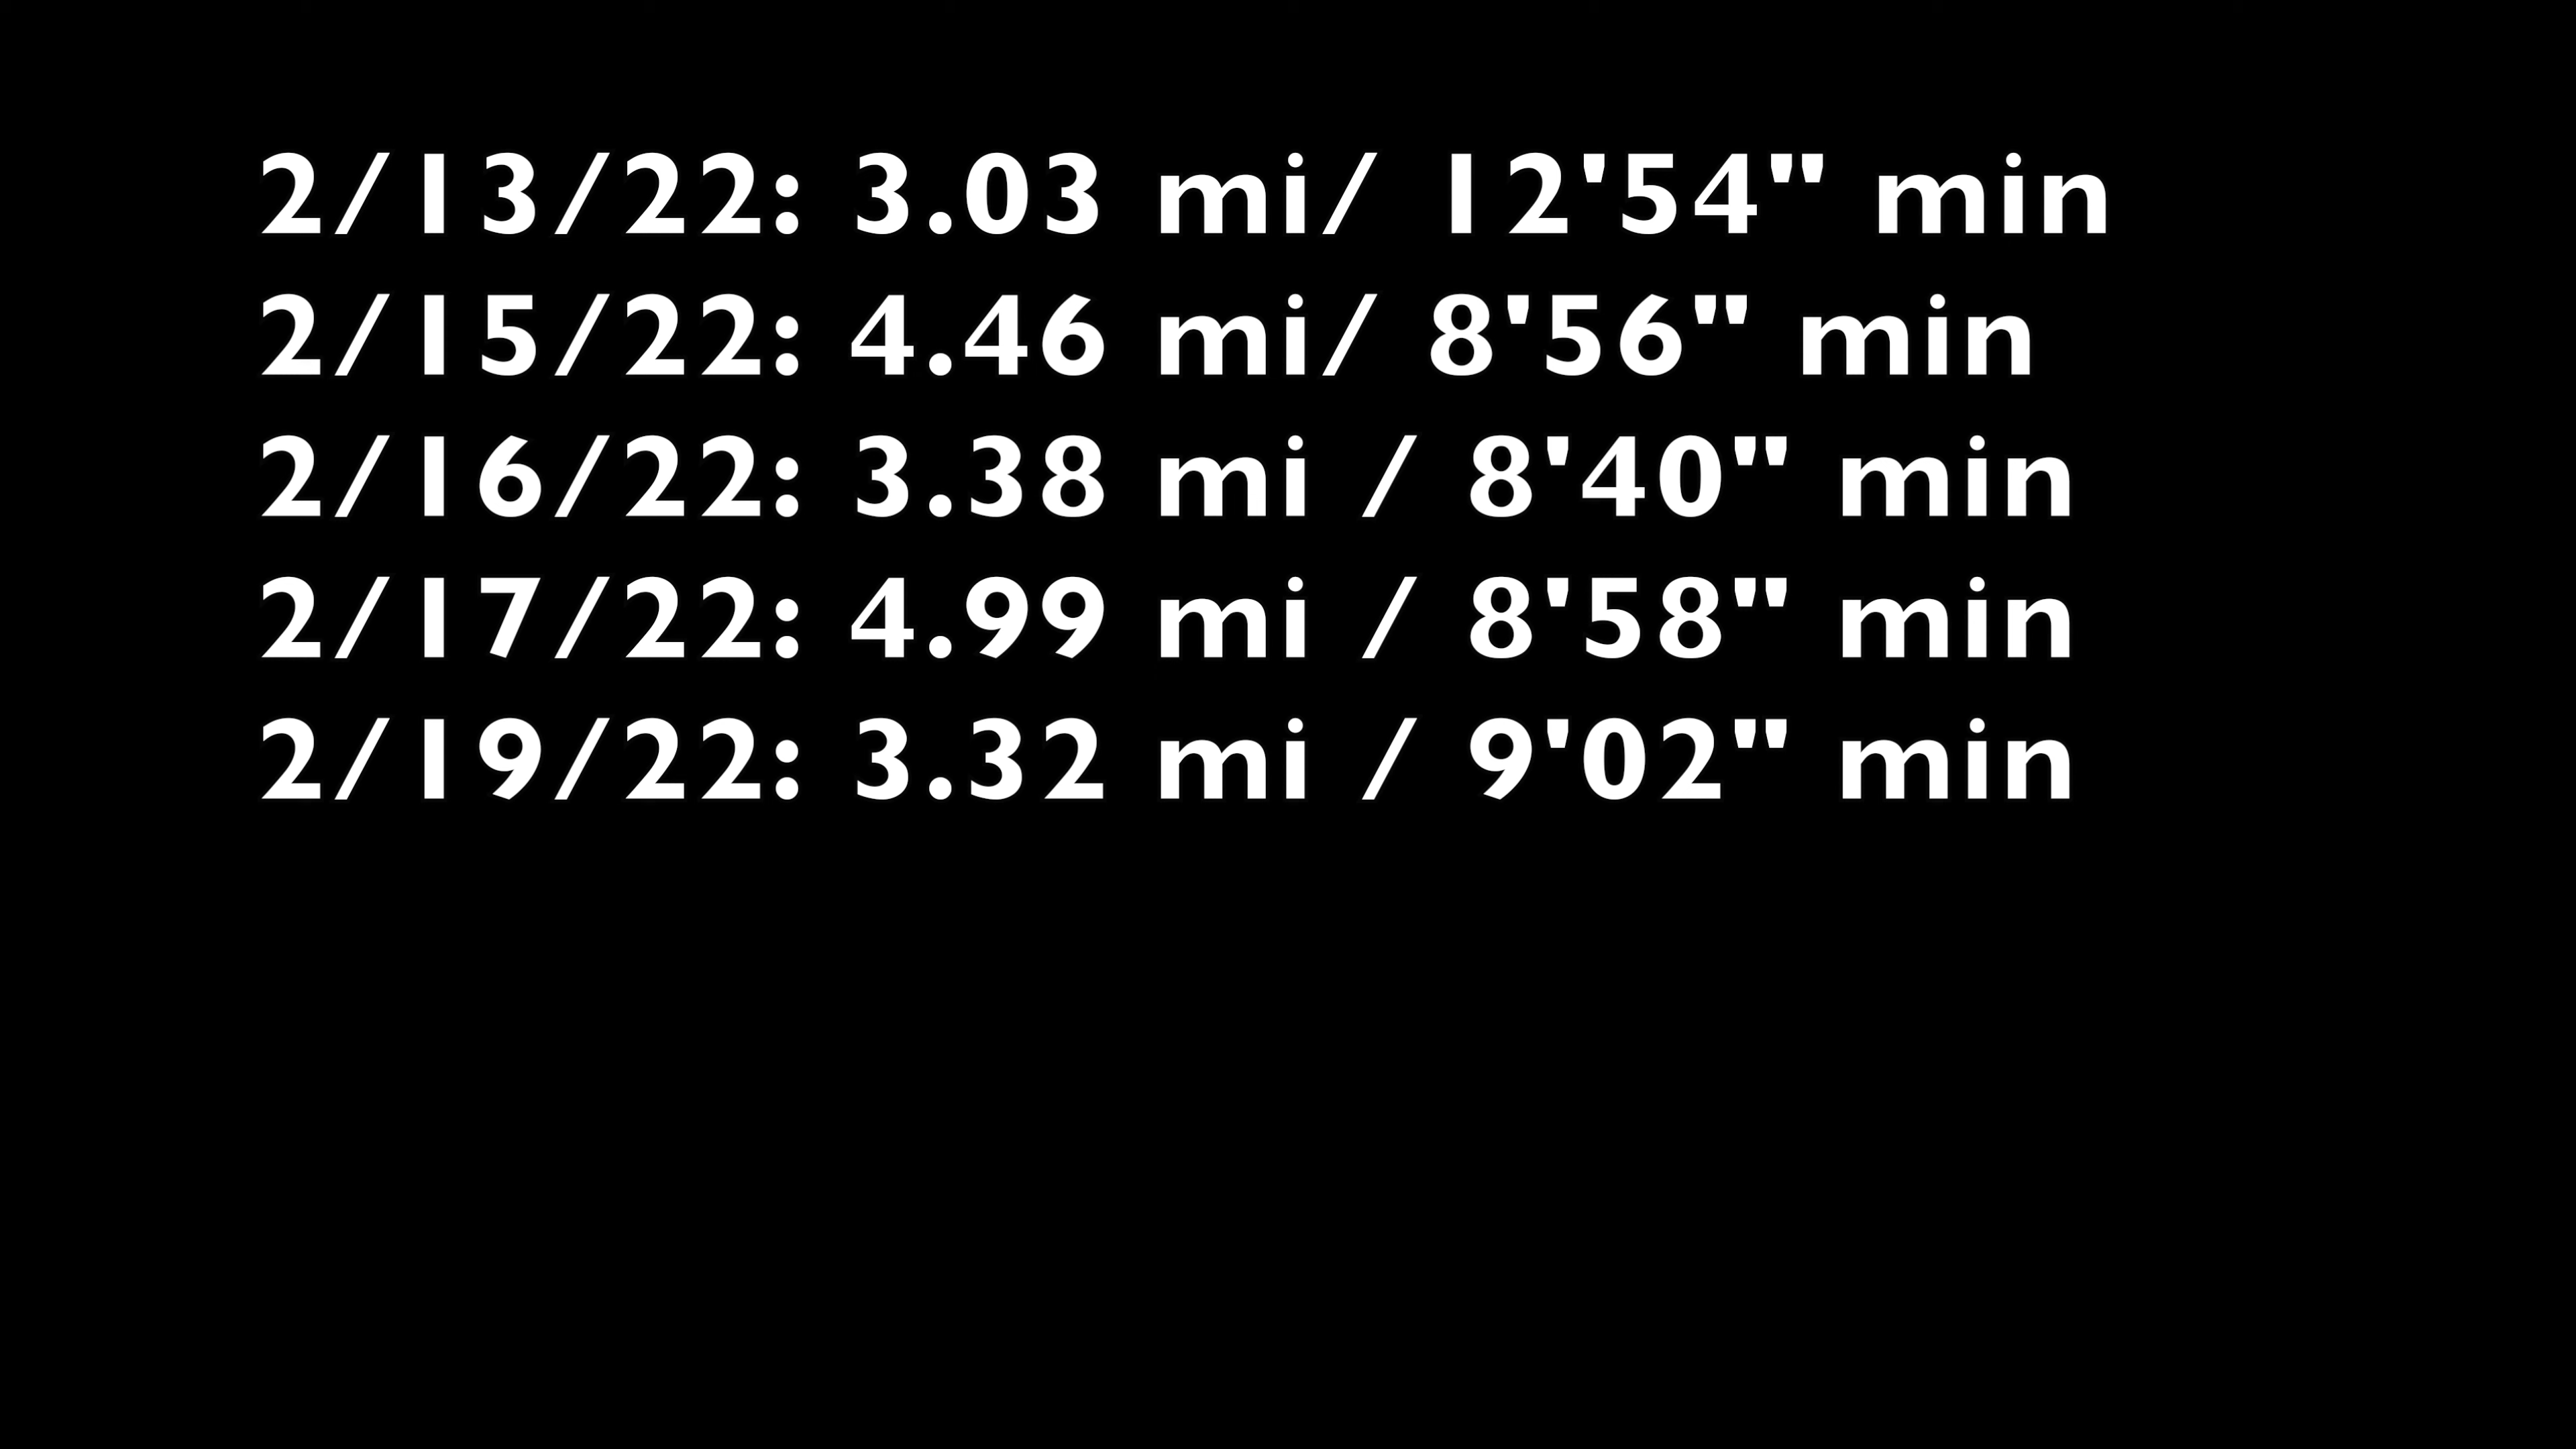 2/13/22: 3.03 mi/ 12'54" min
2/15/22: 4.46 mi/ 8'56" min
2/16/22: 3.38 mi / 8'40" min
2/17/22: 4.99 mi / 8'58" min
2/19/22: 3.32 mi / 9'02" min